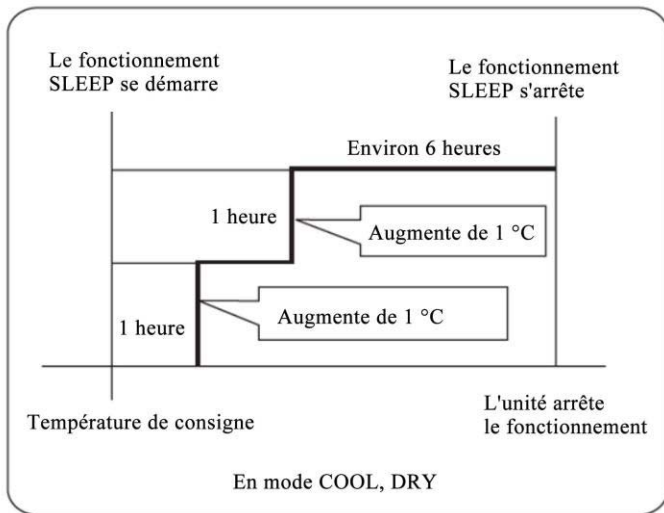 Le fonctionnement
SLEEP se démarre
Le fonctionnement
SLEEP s'arrête
Environ 6 heures
1 heure
Augmente de 1 °C
1 heure
Augmente de 1 °C
Température de consigne
L'unité arrête
le fonctionnement
En mode COOL, DRY